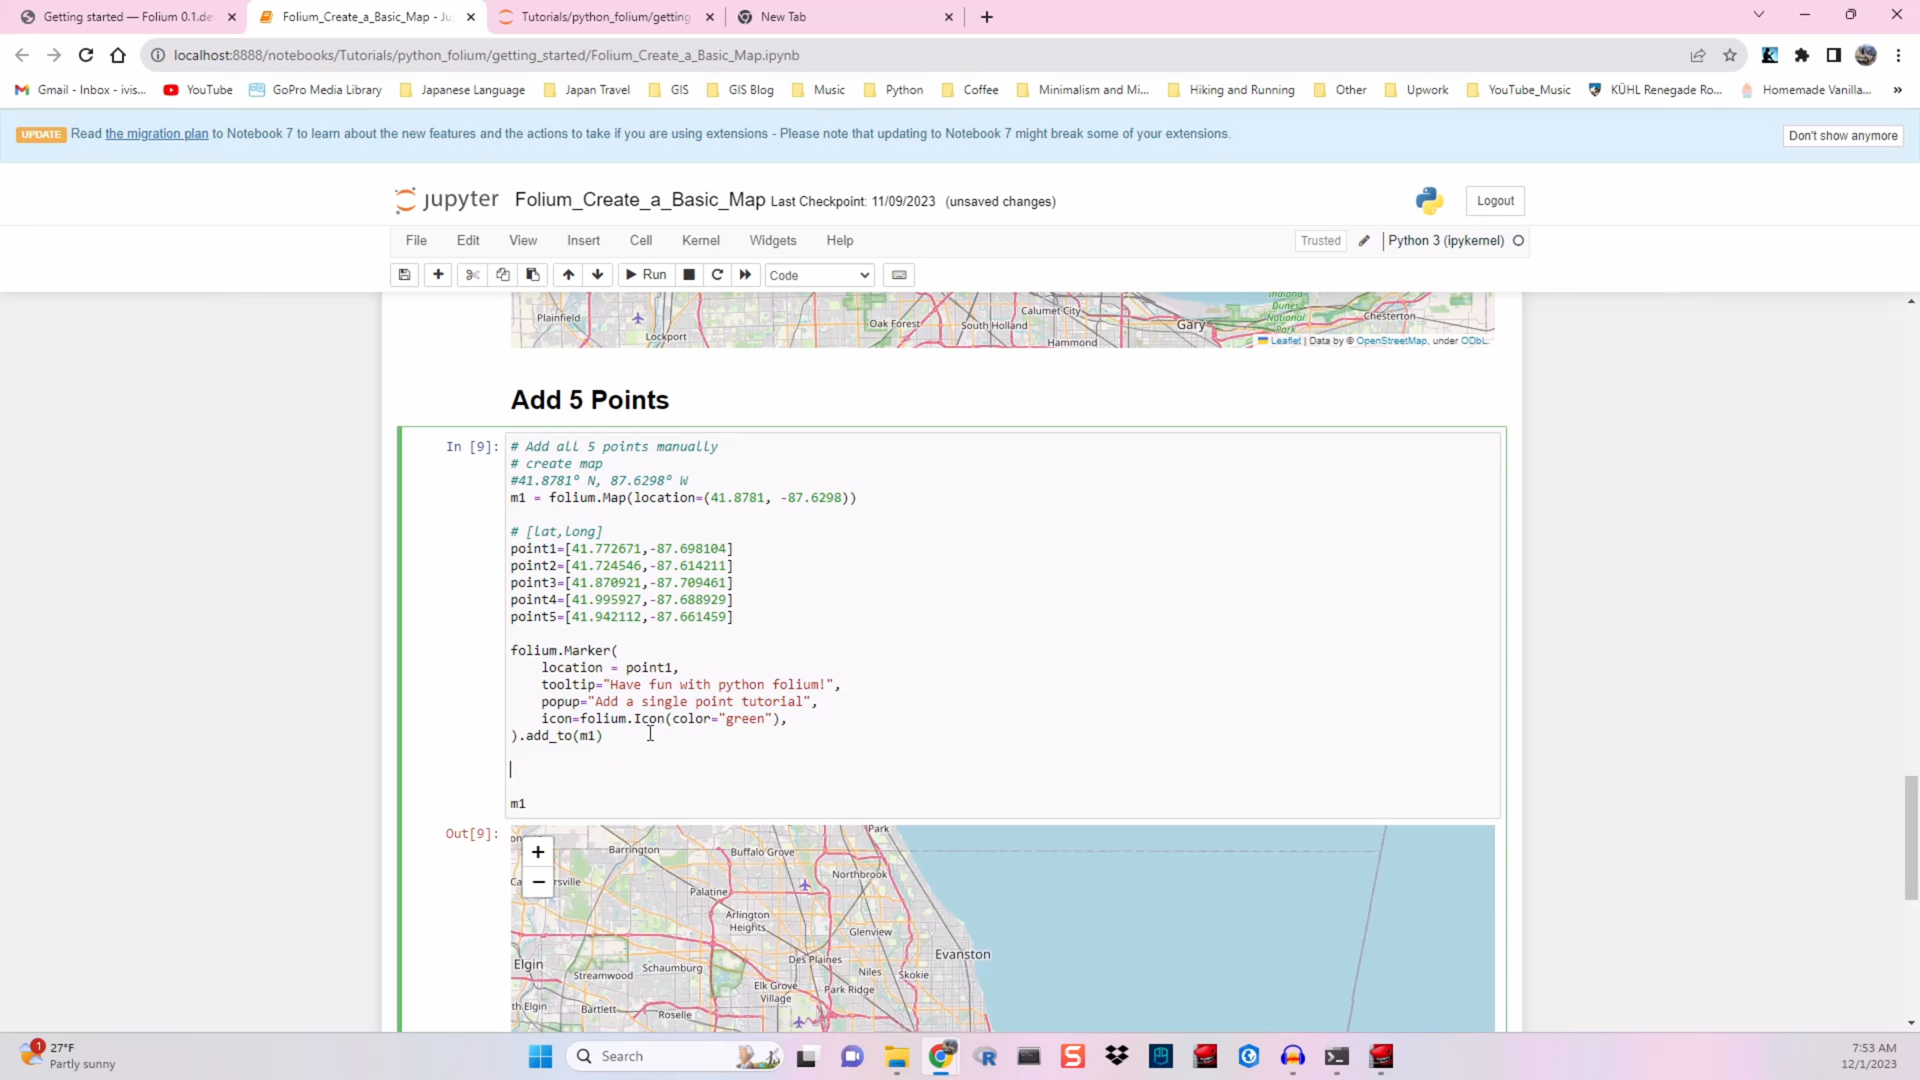 Getting started — Folium 0.1.de
Folium_Create_a_Basic_Map - Ju
Tutorials/python_folium/getting
New Tab
localhost:8888/notebooks/Tutorials/python_folium/getting_started/Folium_Create_a_Basic_Map.ipynb
Gmail - Inbox - ivis...
YouTube
GoPro Media Library
Japanese Language
Japan Travel
GIS
GIS Blog
Music
Python
Coffee
Minimalism and Mi...
Hiking and Running
Other
Upwork
YouTube_Music
KÜHL Renegade Ro...
Homemade Vanilla...
»
UPDATE Read the migration plan to Notebook 7 to learn about the new features and the actions to take if you are using extensions - Please note that updating to Notebook 7 might break some of your extensions.
Don't show anymore
jupyter Folium_Create_a_Basic_Map Last Checkpoint: 11/09/2023 (unsaved changes)
Logout
File Edit View Insert Cell Kernel Widgets Help
Trusted
Python 3 (ipykernel)
Run
Code
Plainfield
Lockport
Oak Forest
South Holland
Calumet City
Hammond
Gary
Indiana
Dunes
National
Park
Chesterton
Leaflet | Data by © OpenStreetMap, under ODbL.
Add 5 Points
In [9]:
# Add all 5 points manually
# create map
#41.8781° N, 87.6298° W
m1 = folium.Map(location=(41.8781, -87.6298))
# [lat,long]
point1=[41.772671,-87.698104]
point2=[41.724546,-87.614211]
point3=[41.870921,-87.709461]
point4=[41.995927,-87.688929]
point5=[41.942112,-87.661459]
folium.Marker(
location = point1,
tooltip="Have fun with python folium!",
popup="Add a single point tutorial",
icon=folium.Icon(color="green"),
).add_to(m1)
m1
Out[9]:
+
−
Park
Barrington
Buffalo Grove
Northbrook
Ca
rsville
Palatine
Arlington
Heights
Glenview
Evanston
Elgin
Streamwood
Schaumburg
Des Plaines
Niles
Skokie
Elk Grove
Village
Park Ridge
th Elgin
Bartlett
Roselle
1
27°F
Partly sunny
Search
7:53 AM
12/1/2023